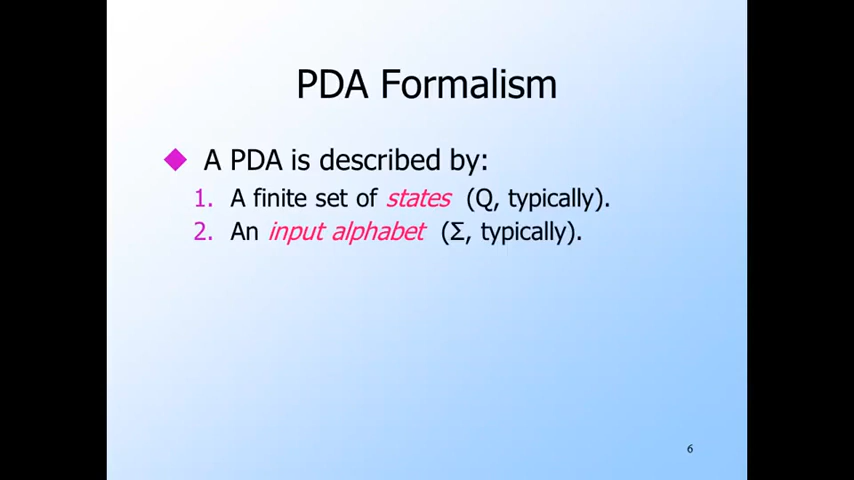 PDA Formalism
A PDA is described by:
1. A finite set of states (Q, typically).
2. An input alphabet (Σ, typically).
6